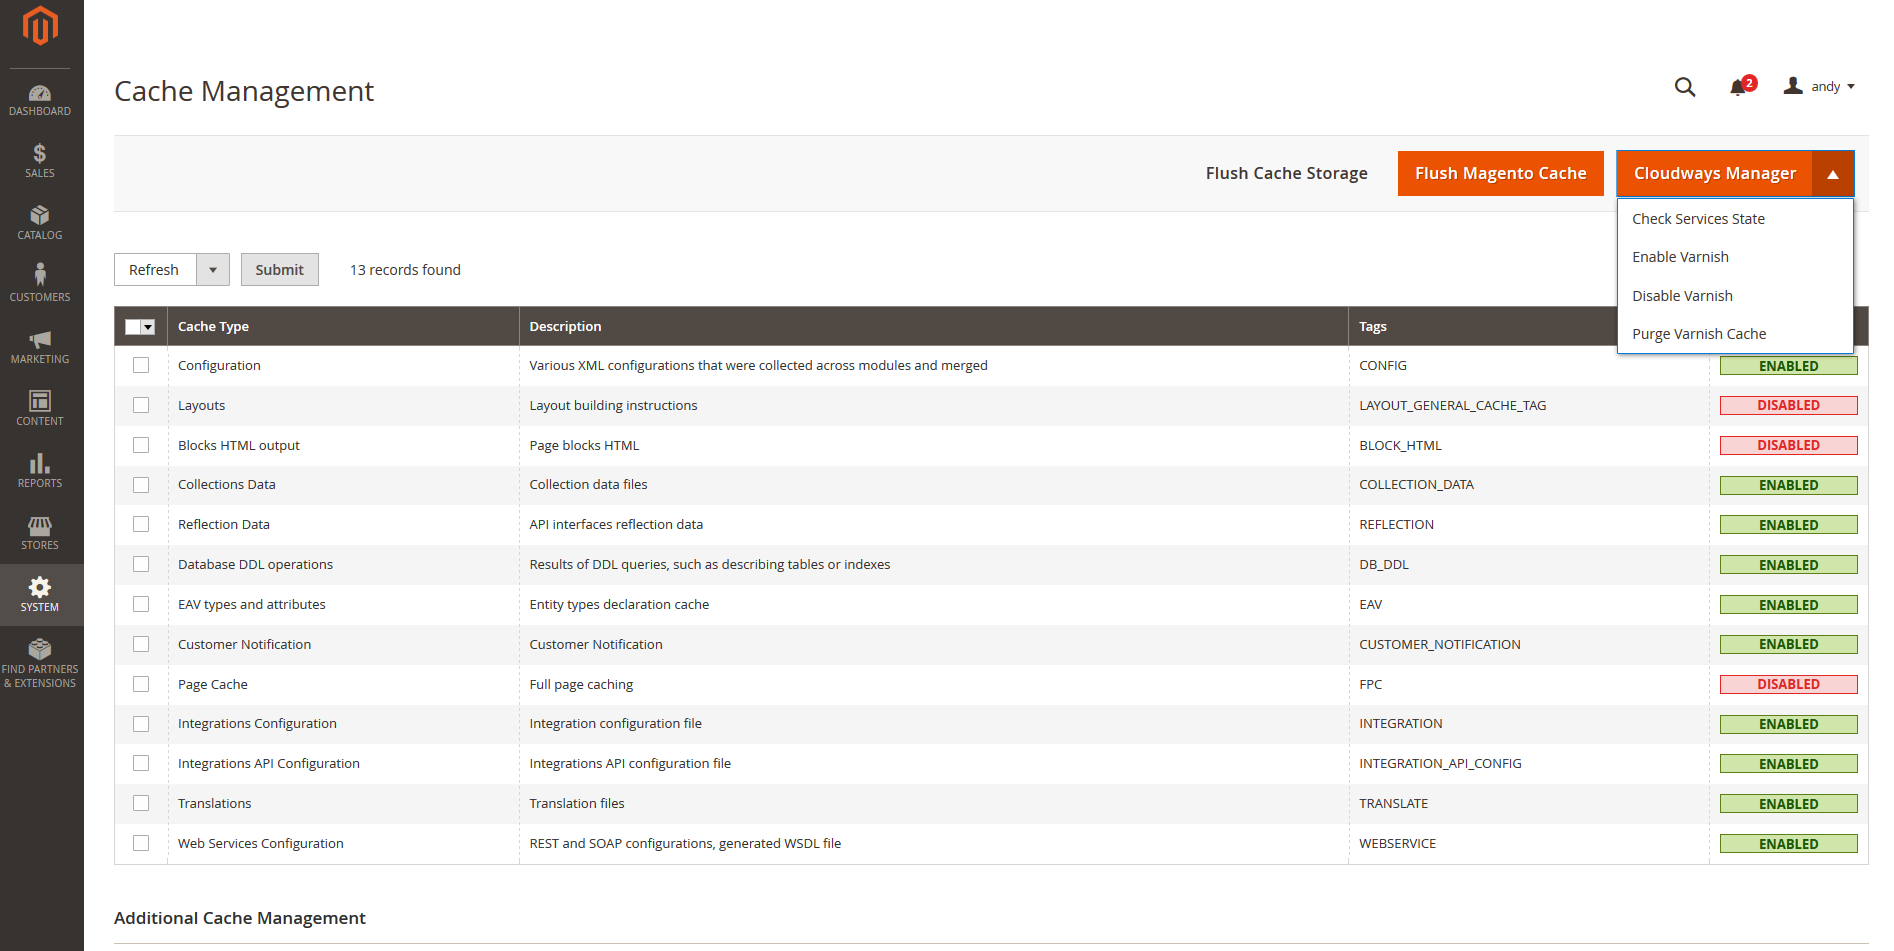 DASHBOARD
SALES
CATALOG
CUSTOMERS
MARKETING
CONTENT
REPORTS
STORES
SYSTEM
FIND PARTNERS
& EXTENSIONS
Cache Management
2
andy
Flush Cache Storage
Flush Magento Cache
Cloudways Manager
Check Services State
Enable Varnish
Disable Varnish
Purge Varnish Cache
Refresh
Submit
13 records found
Cache Type Description Tags
Configuration Various XML configurations that were collected across modules and merged CONFIG ENABLED
Layouts Layout building instructions LAYOUT_GENERAL_CACHE_TAG DISABLED
Blocks HTML output Page blocks HTML BLOCK_HTML DISABLED
Collections Data Collection data files COLLECTION_DATA ENABLED
Reflection Data API interfaces reflection data REFLECTION ENABLED
Database DDL operations Results of DDL queries, such as describing tables or indexes DB_DDL ENABLED
EAV types and attributes Entity types declaration cache EAV ENABLED
Customer Notification Customer Notification CUSTOMER_NOTIFICATION ENABLED
Page Cache Full page caching FPC DISABLED
Integrations Configuration Integration configuration file INTEGRATION ENABLED
Integrations API Configuration Integrations API configuration file INTEGRATION_API_CONFIG ENABLED
Translations Translation files TRANSLATE ENABLED
Web Services Configuration REST and SOAP configurations, generated WSDL file WEBSERVICE ENABLED
Additional Cache Management